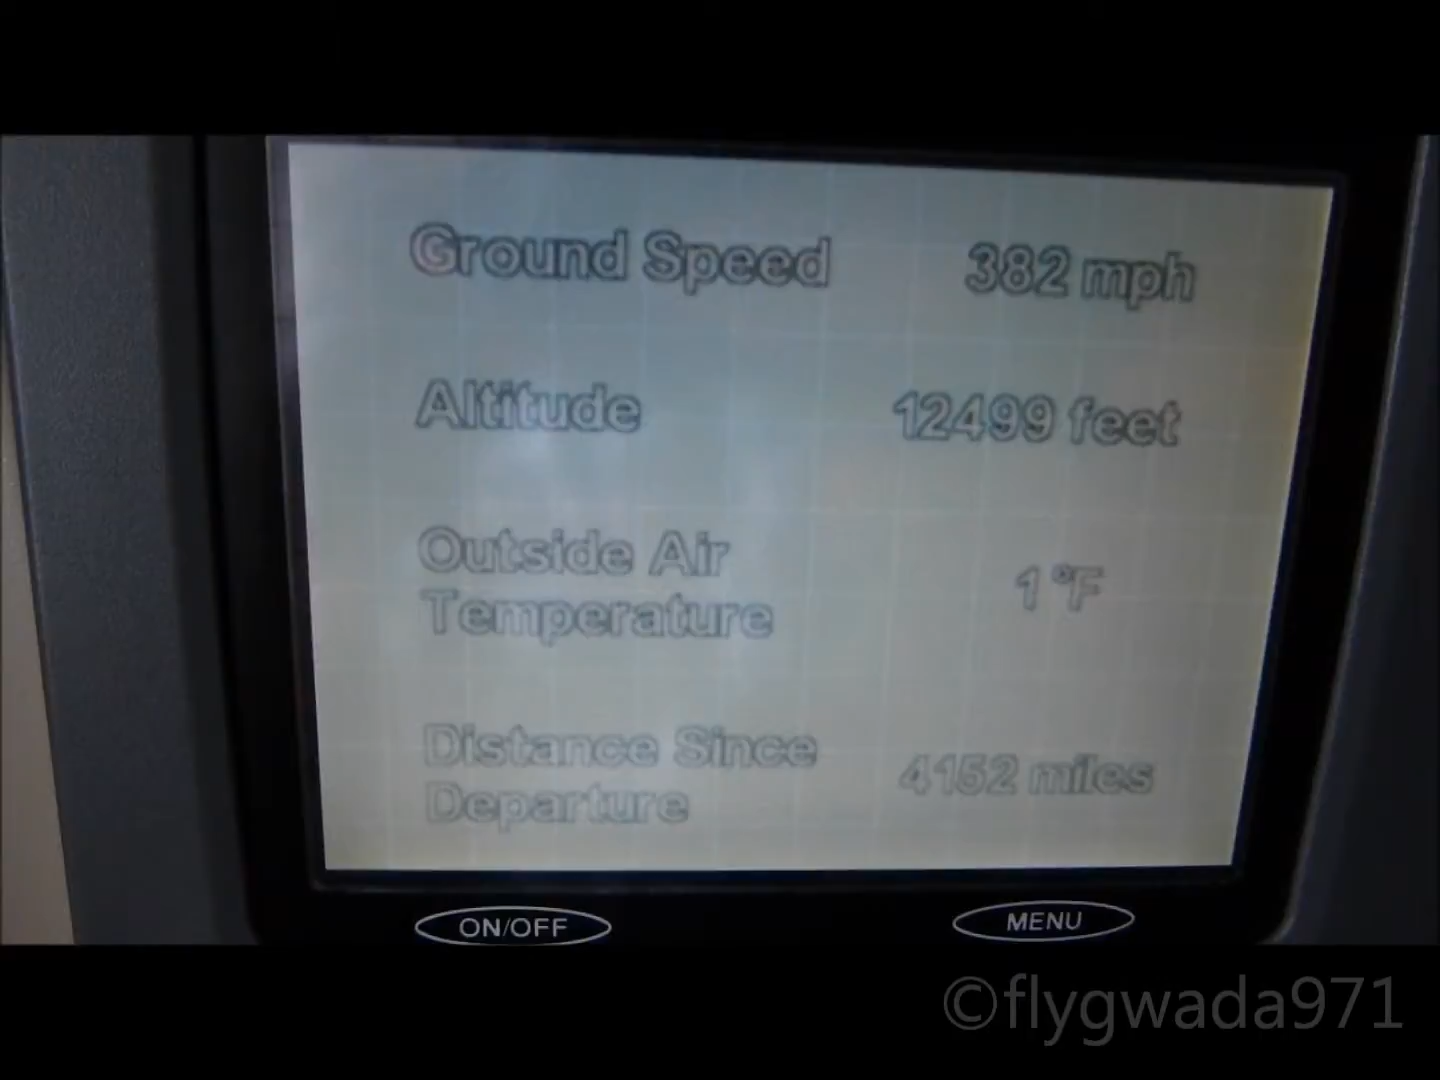 Ground Speed 382 mph
Altitude 12499 feet
Outside Air
Temperature 1 °F
Distance Since
Departure 4152 miles
ON/OFF MENU
©flygwada971